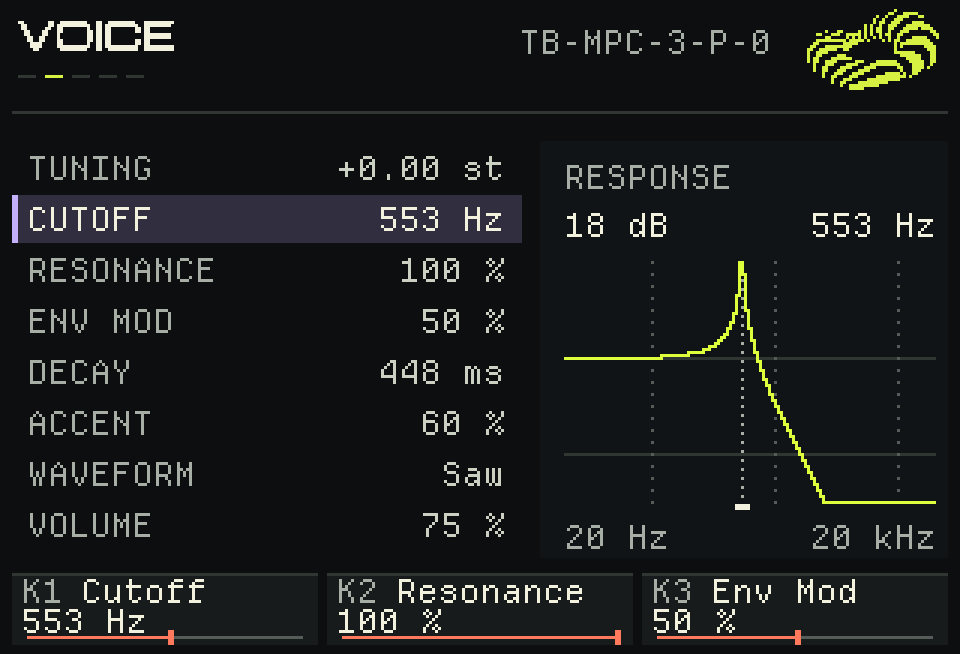 VOICE
TB-MPC-3-P-0
TUNING +0.00 st
CUTOFF 553 Hz
RESONANCE 100 %
ENV MOD 50 %
DECAY 448 ms
ACCENT 60 %
WAVEFORM Saw
VOLUME 75 %
RESPONSE
18 dB 553 Hz
20 Hz 20 kHz
K1 Cutoff
553 Hz
K2 Resonance
100 %
K3 Env Mod
50 %